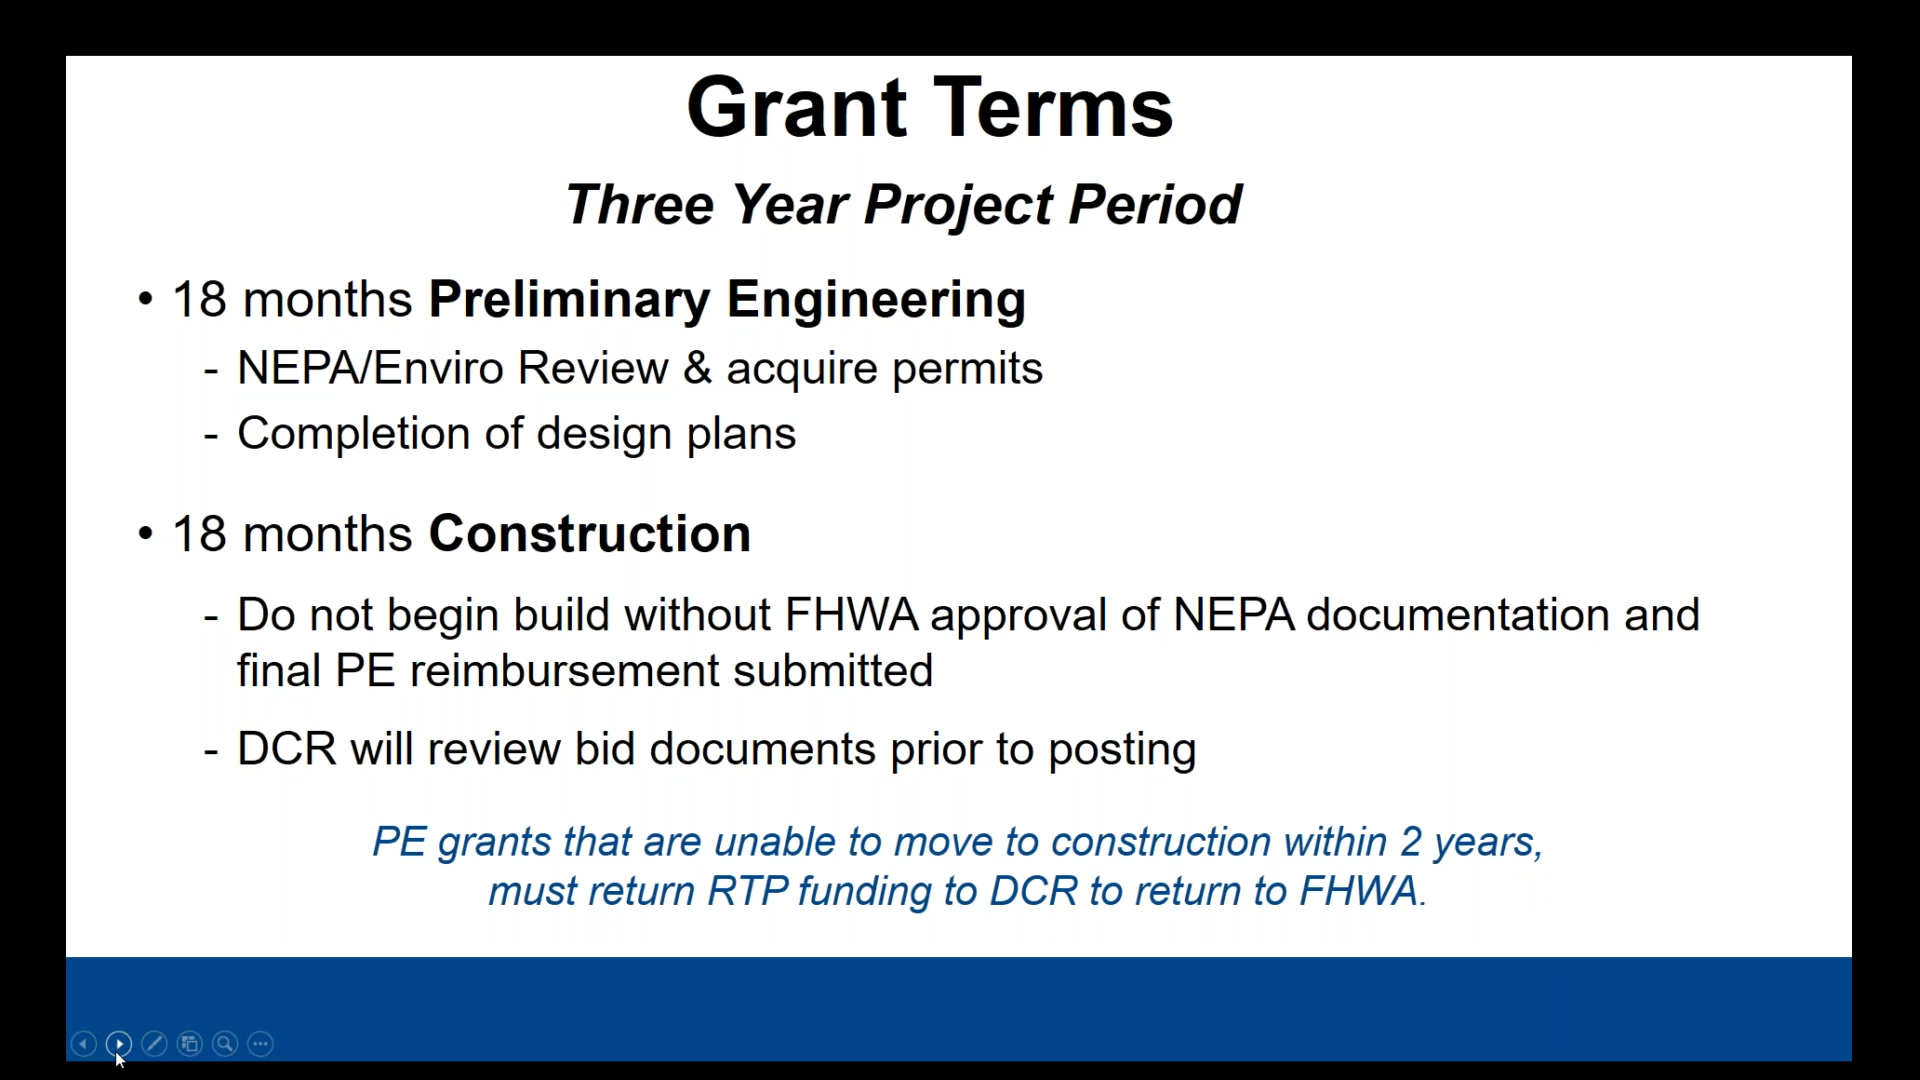 Grant Terms
Three Year Project Period
• 18 months Preliminary Engineering
- NEPA/Enviro Review & acquire permits
- Completion of design plans
• 18 months Construction
- Do not begin build without FHWA approval of NEPA documentation and
final PE reimbursement submitted
- DCR will review bid documents prior to posting
PE grants that are unable to move to construction within 2 years,
must return RTP funding to DCR to return to FHWA.